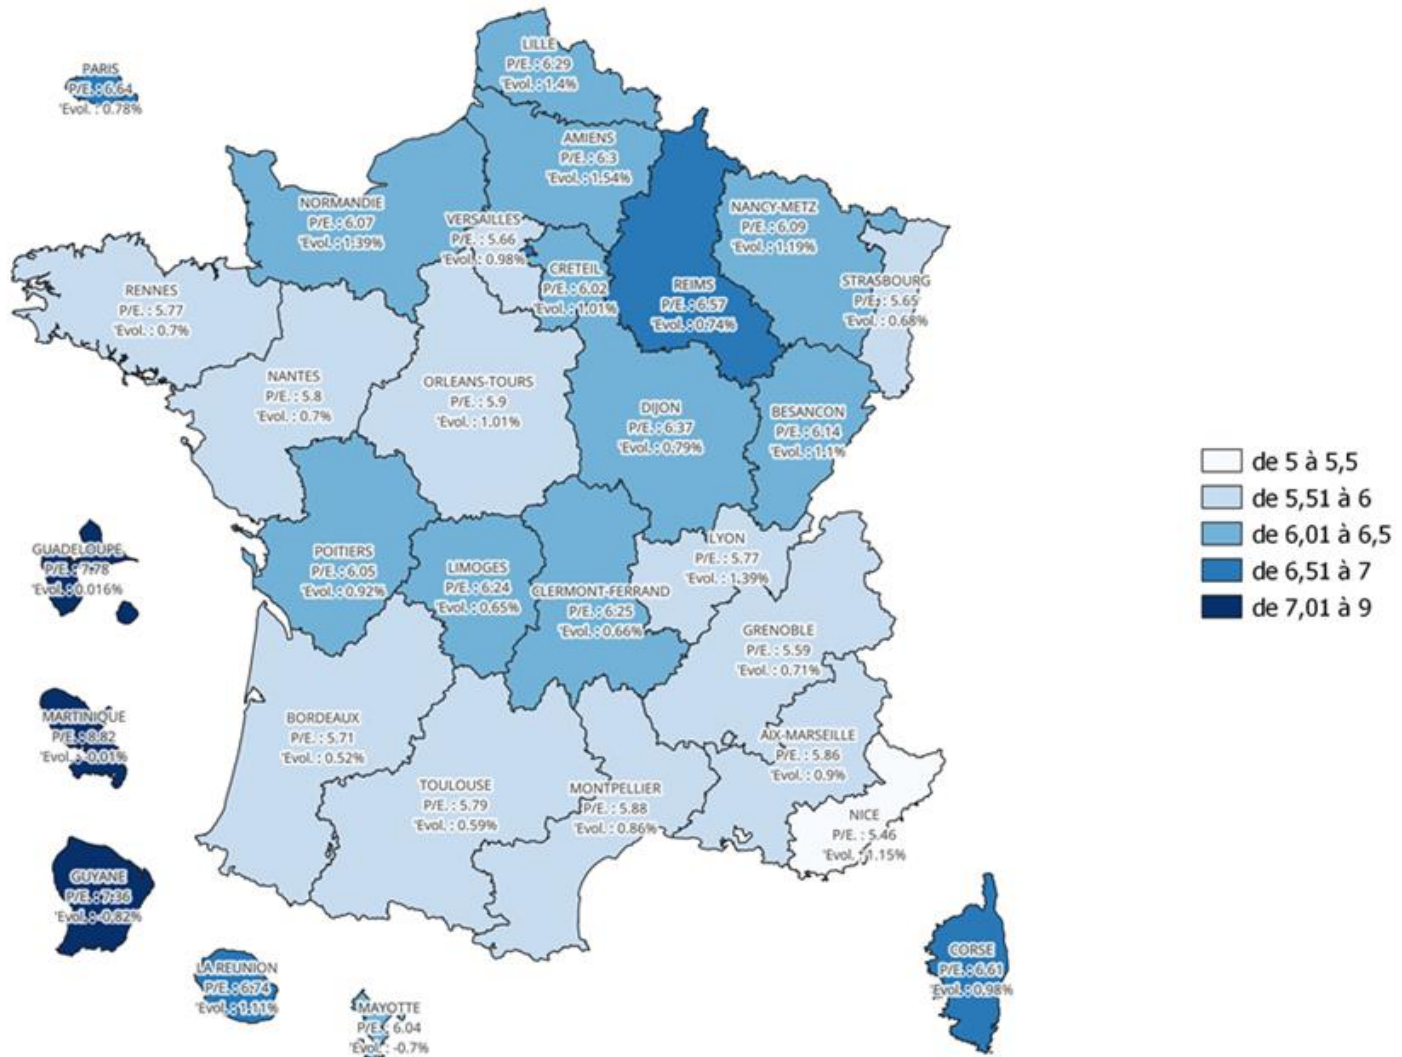 LILLE
P/E. : 6.29
'Evol. : 1.4%
PARIS
P/E. : 6.64
'Evol. : 0.78%
AMIENS
P/E. : 6.3
'Evol. : 1.54%
NORMANDIE
P/E. : 6.07
'Evol. : 1.39%
VERSAILLES
P/E. : 5.66
'Evol. : 0.98%
NANCY-METZ
P/E. : 6.09
'Evol. : 1.19%
CRETEIL
P/E. : 6.02
'Evol. : 1.01%
REIMS
P/E. : 6.57
'Evol. : 0.74%
STRASBOURG
P/E. : 5.65
'Evol. : 0.68%
RENNES
P/E. : 5.77
'Evol. : 0.7%
NANTES
P/E. : 5.8
'Evol. : 0.7%
ORLEANS-TOURS
P/E. : 5.9
'Evol. : 1.01%
DIJON
P/E. : 6.37
'Evol. : 0.79%
BESANCON
P/E. : 6.14
'Evol. : 1.1%
de 5 à 5,5
de 5,51 à 6
de 6,01 à 6,5
de 6,51 à 7
de 7,01 à 9
GUADELOUPE
P/E. : 7.78
'Evol. : 0.016%
POITIERS
P/E. : 6.05
'Evol. : 0.92%
LIMOGES
P/E. : 6.24
'Evol. : 0.65%
CLERMONT-FERRAND
P/E. : 6.25
'Evol. : 0.66%
LYON
P/E. : 5.77
'Evol. : 1.39%
GRENOBLE
P/E. : 5.59
'Evol. : 0.71%
MARTINIQUE
P/E. : 8.82
'Evol. : -0.01%
BORDEAUX
P/E. : 5.71
'Evol. : 0.52%
AIX-MARSEILLE
P/E. : 5.86
'Evol. : 0.9%
TOULOUSE
P/E. : 5.79
'Evol. : 0.59%
MONTPELLIER
P/E. : 5.88
'Evol. : 0.86%
NICE
P/E. : 5.46
'Evol. : 1.15%
GUYANE
P/E. : 7.36
'Evol. : -0.82%
LA REUNION
P/E. : 6.74
'Evol. : 1.11%
MAYOTTE
P/E. : 6.04
'Evol. : -0.7%
CORSE
P/E. : 6.61
'Evol. : 0.98%